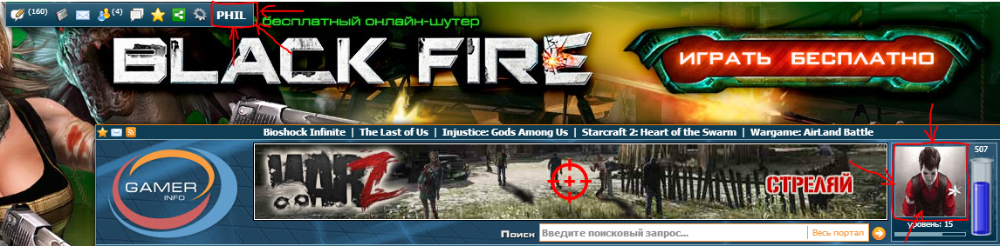 (160) (4) PHIL
бесплатный онлайн-шутер
BLACK FIRE
ИГРАТЬ БЕСПЛАТНО
Bioshock Infinite | The Last of Us | Injustice: Gods Among Us | Starcraft 2: Heart of the Swarm | Wargame: AirLand Battle
GAMER
INFO
WARZ
СТРЕЛЯЙ
507
уровень: 15
Поиск Введите поисковый запрос... Весь портал